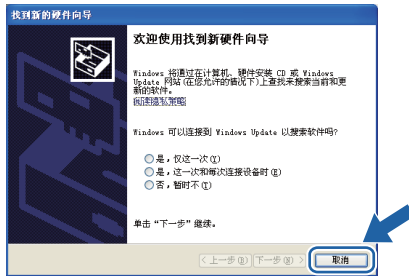 找到新的硬件向导
欢迎使用找到新硬件向导
Windows 将通过在计算机、硬件安装 CD 或 Windows
Update 网站(在您允许的情况下)上查找来搜索当前和更
新的软件。
阅读隐私策略
Windows 可以连接到 Windows Update 以搜索软件吗?
是，仅这一次(Y)
是，这一次和每次连接设备时(E)
否，暂时不(T)
单击“下一步”继续。
< 上一步(B) 下一步(N) > 取消